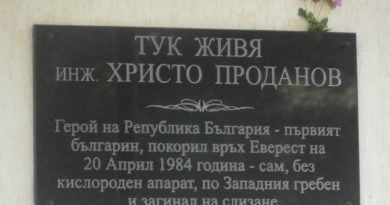 ТУК ЖИВЯ
ИНЖ. ХРИСТО ПРОДАНОВ
Герой на Република България - първият
българин, покорил връх Еверест на
20 Април 1984 година - сам, без
кислороден апарат, по Западния гребен
и загинал на слизане